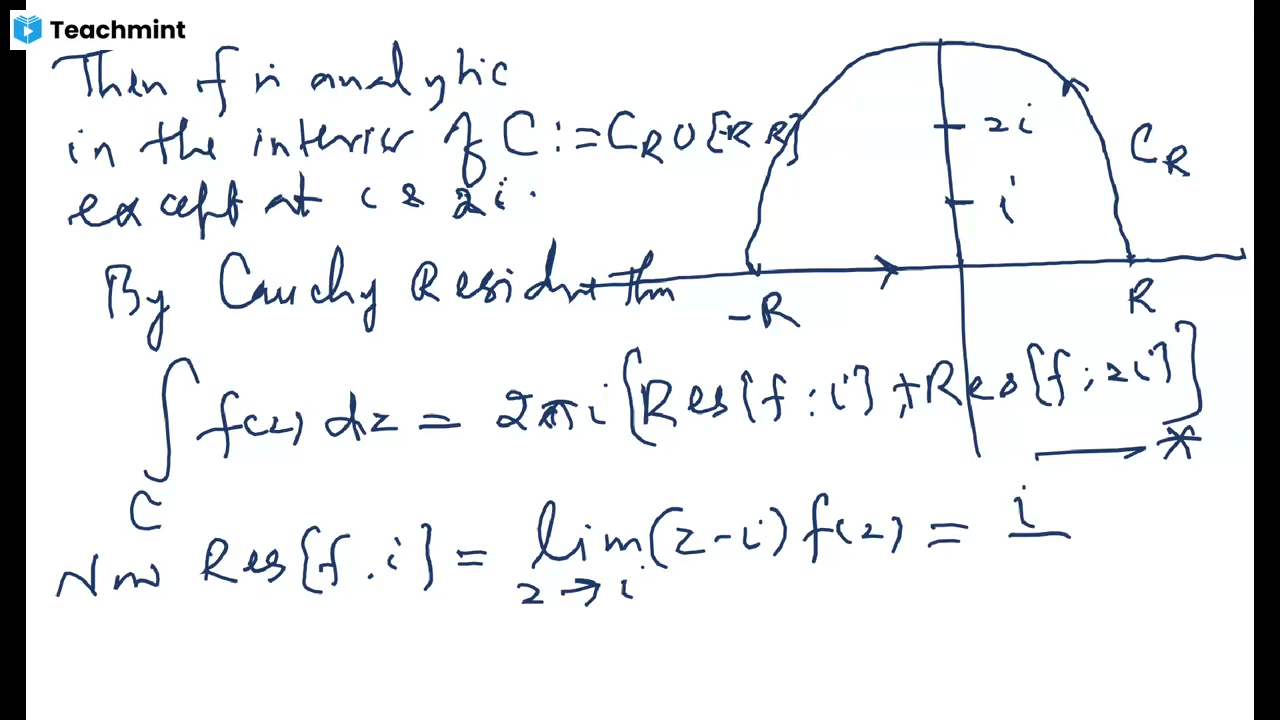 Teachmint
Then f is analytic
in the interior of C := C_R ∪ [-R R]
except at i & 2i.
2i
i
C_R
-R
R
By Cauchy Residue thm
∫_C f(z) dz = 2πi [Res{f : i} + Res{f ; 2i}]
→ *
Now Res{f . i} = lim_{z→i} (z-i) f(z) = i/